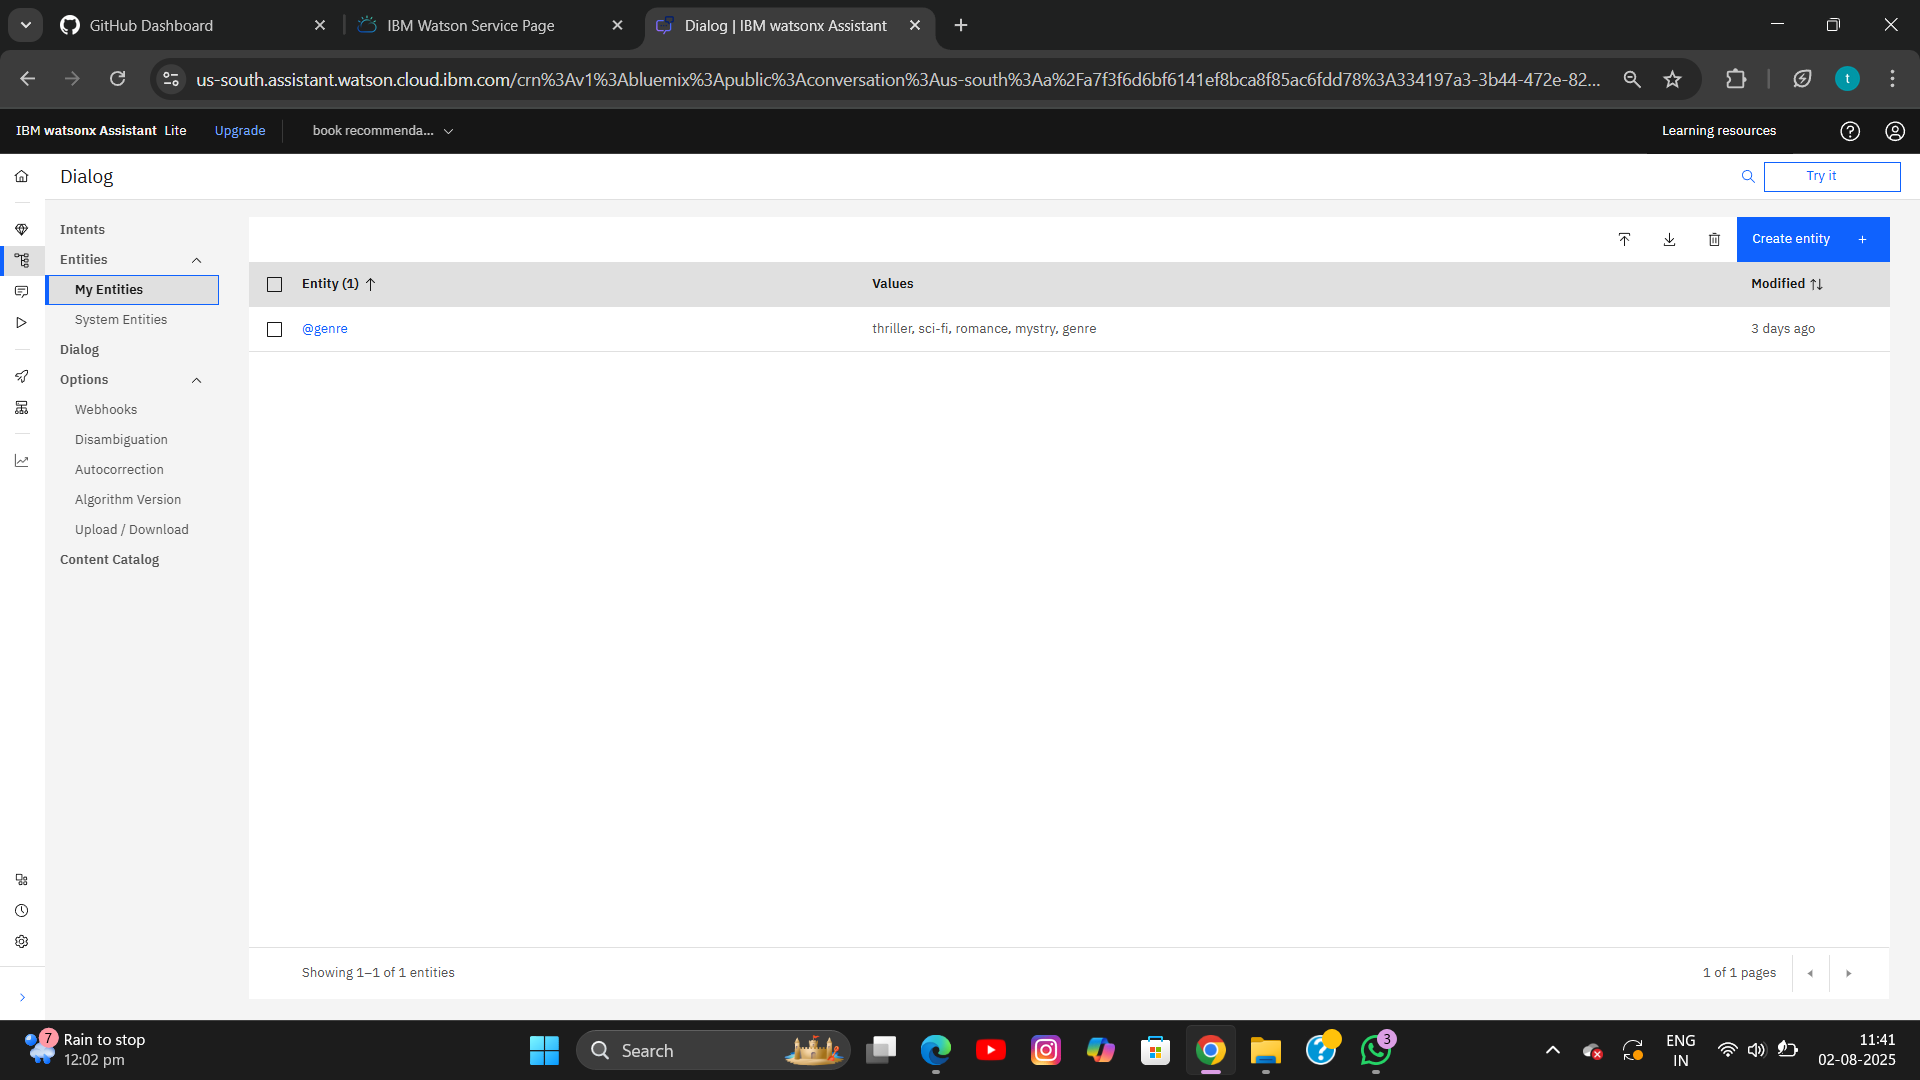 GitHub Dashboard
IBM Watson Service Page
Dialog | IBM watsonx Assistant
us-south.assistant.watson.cloud.ibm.com/crn%3Av1%3Abluemix%3Apublic%3Aconversation%3Aus-south%3Aa%2Fa7f3f6d6bf6141ef8bca8f85ac6fdd78%3A334197a3-3b44-472e-82...
t
IBM watsonx Assistant Lite
Upgrade
book recommenda...
Learning resources
Dialog
Try it
Intents
Entities
My Entities
System Entities
Dialog
Options
Webhooks
Disambiguation
Autocorrection
Algorithm Version
Upload / Download
Content Catalog
Create entity +
Entity (1)
Values
Modified
@genre
thriller, sci-fi, romance, mystry, genre
3 days ago
Showing 1–1 of 1 entities
1 of 1 pages
7
Rain to stop
12:02 pm
Search
3
ENG
IN
11:41
02-08-2025